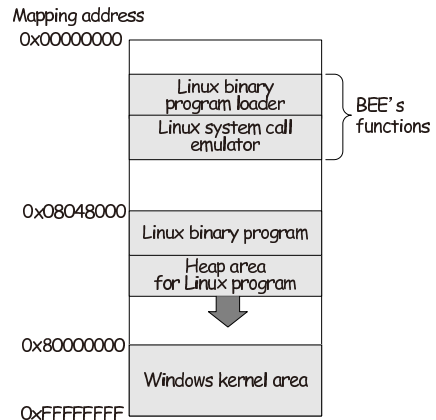 Mapping address
0x00000000
Linux binary
program loader
Linux system call
emulator
BEE's
functions
0x08048000
Linux binary program
Heap area
for Linux program
0x80000000
Windows kernel area
0xFFFFFFFF